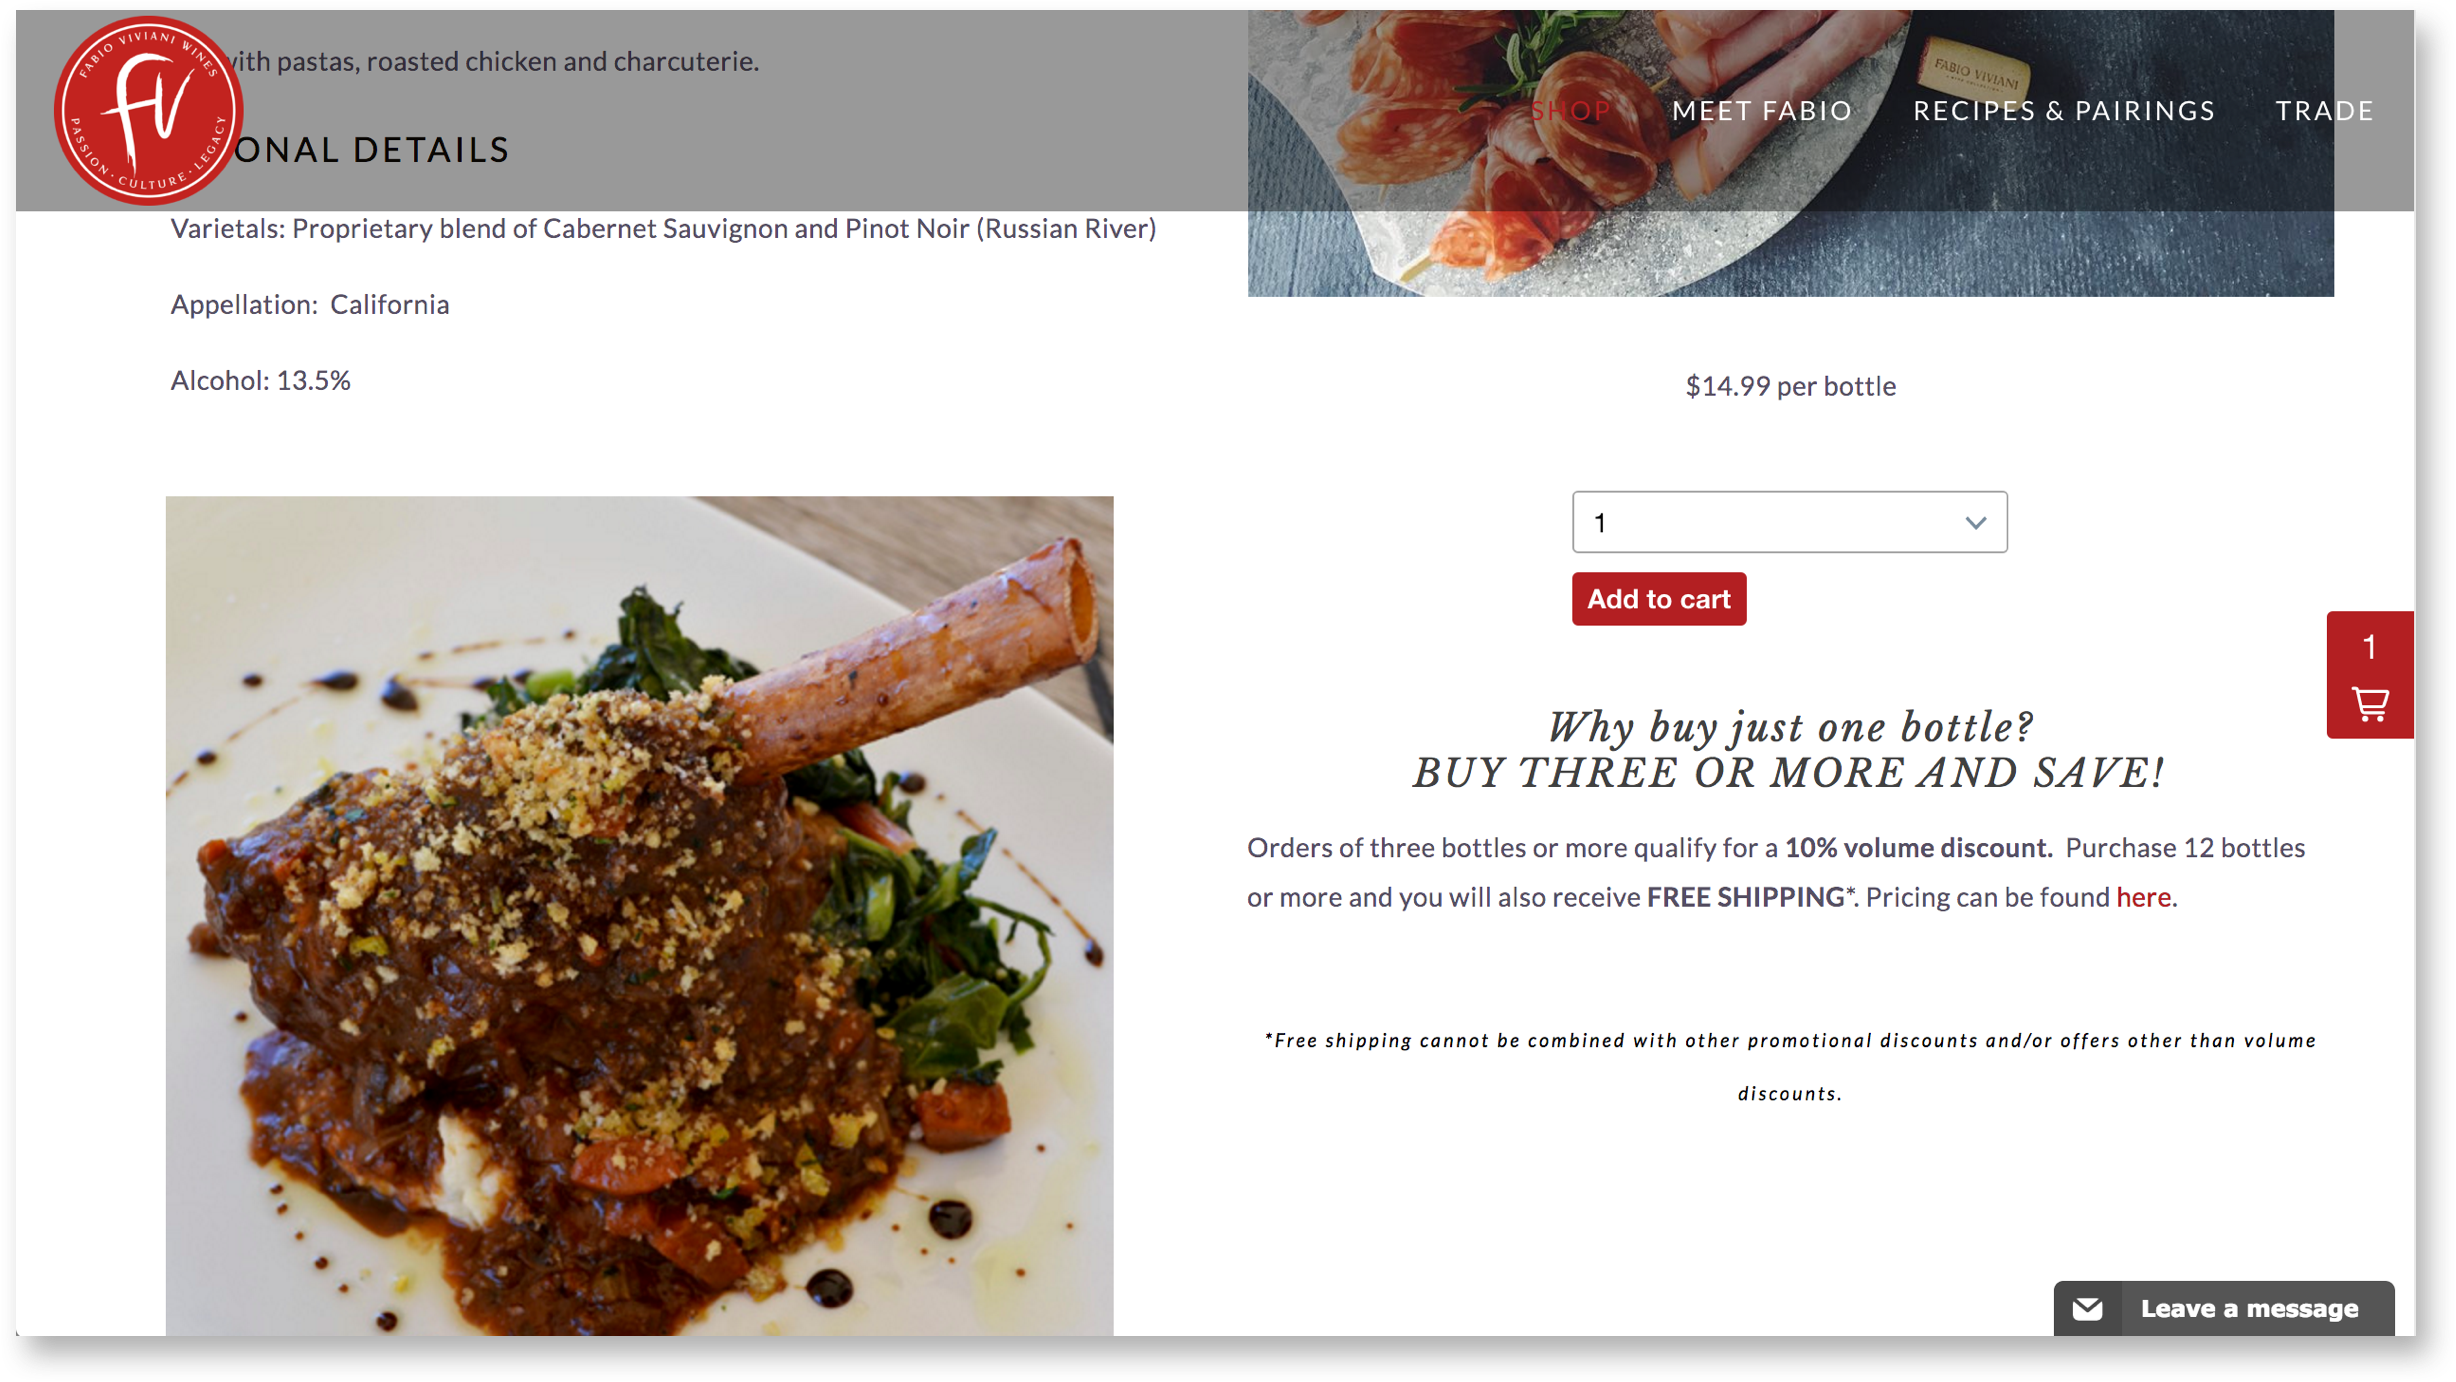 FABIO VIVIANI WINES
PASSION · CULTURE · LEGACY
with pastas, roasted chicken and charcuterie.
ONAL DETAILS
FABIO VIVIANI
SHOP
MEET FABIO
RECIPES & PAIRINGS
TRADE
Varietals: Proprietary blend of Cabernet Sauvignon and Pinot Noir (Russian River)
Appellation: California
Alcohol: 13.5%
$14.99 per bottle
1
Add to cart
1
Why buy just one bottle?
BUY THREE OR MORE AND SAVE!
Orders of three bottles or more qualify for a 10% volume discount. Purchase 12 bottles
or more and you will also receive FREE SHIPPING*. Pricing can be found here.
*Free shipping cannot be combined with other promotional discounts and/or offers other than volume
discounts.
Leave a message